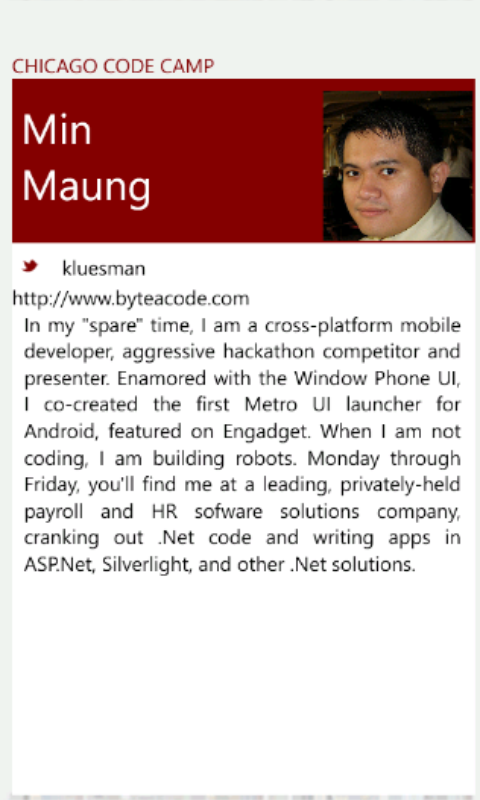 CHICAGO CODE CAMP
Min
Maung
kluesman
http://www.byteacode.com
In my "spare" time, I am a cross-platform mobile
developer, aggressive hackathon competitor and
presenter. Enamored with the Window Phone UI,
I co-created the first Metro UI launcher for
Android, featured on Engadget. When I am not
coding, I am building robots. Monday through
Friday, you'll find me at a leading, privately-held
payroll and HR sofware solutions company,
cranking out .Net code and writing apps in
ASP.Net, Silverlight, and other .Net solutions.